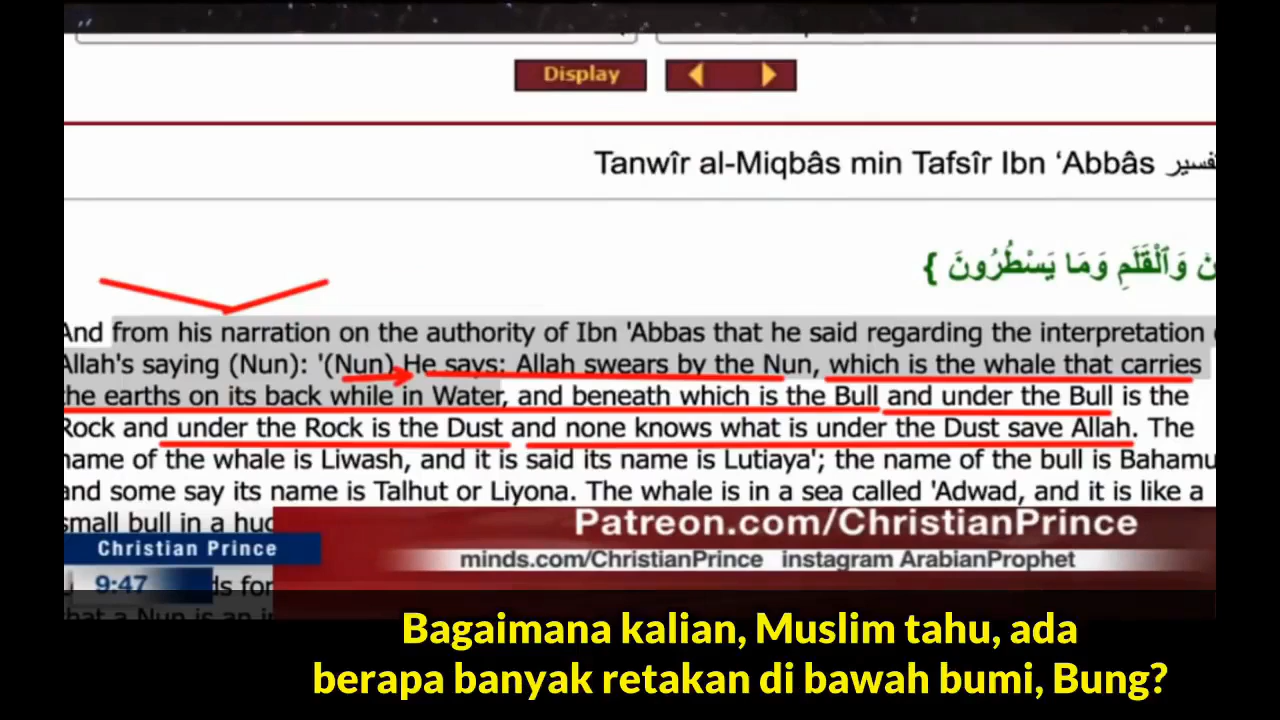 Display
Tanwîr al-Miqbâs min Tafsîr Ibn ‘Abbâs
وَٱلْقَلَمِ وَمَا يَسْطُرُونَ }
And from his narration on the authority of Ibn 'Abbas that he said regarding the interpretation
Allah's saying (Nun): '(Nun) He says: Allah swears by the Nun, which is the whale that carries
the earths on its back while in Water, and beneath which is the Bull and under the Bull is the
Rock and under the Rock is the Dust and none knows what is under the Dust save Allah. The
name of the whale is Liwash, and it is said its name is Lutiaya'; the name of the bull is Bahamu
and some say its name is Talhut or Liyona. The whale is in a sea called 'Adwad, and it is like a
small bull in a
Patreon.com/ChristianPrince
Christian Prince
minds.com/ChristianPrince instagram ArabianProphet
9:47
for
that a Nun is an
Bagaimana kalian, Muslim tahu, ada
berapa banyak retakan di bawah bumi, Bung?